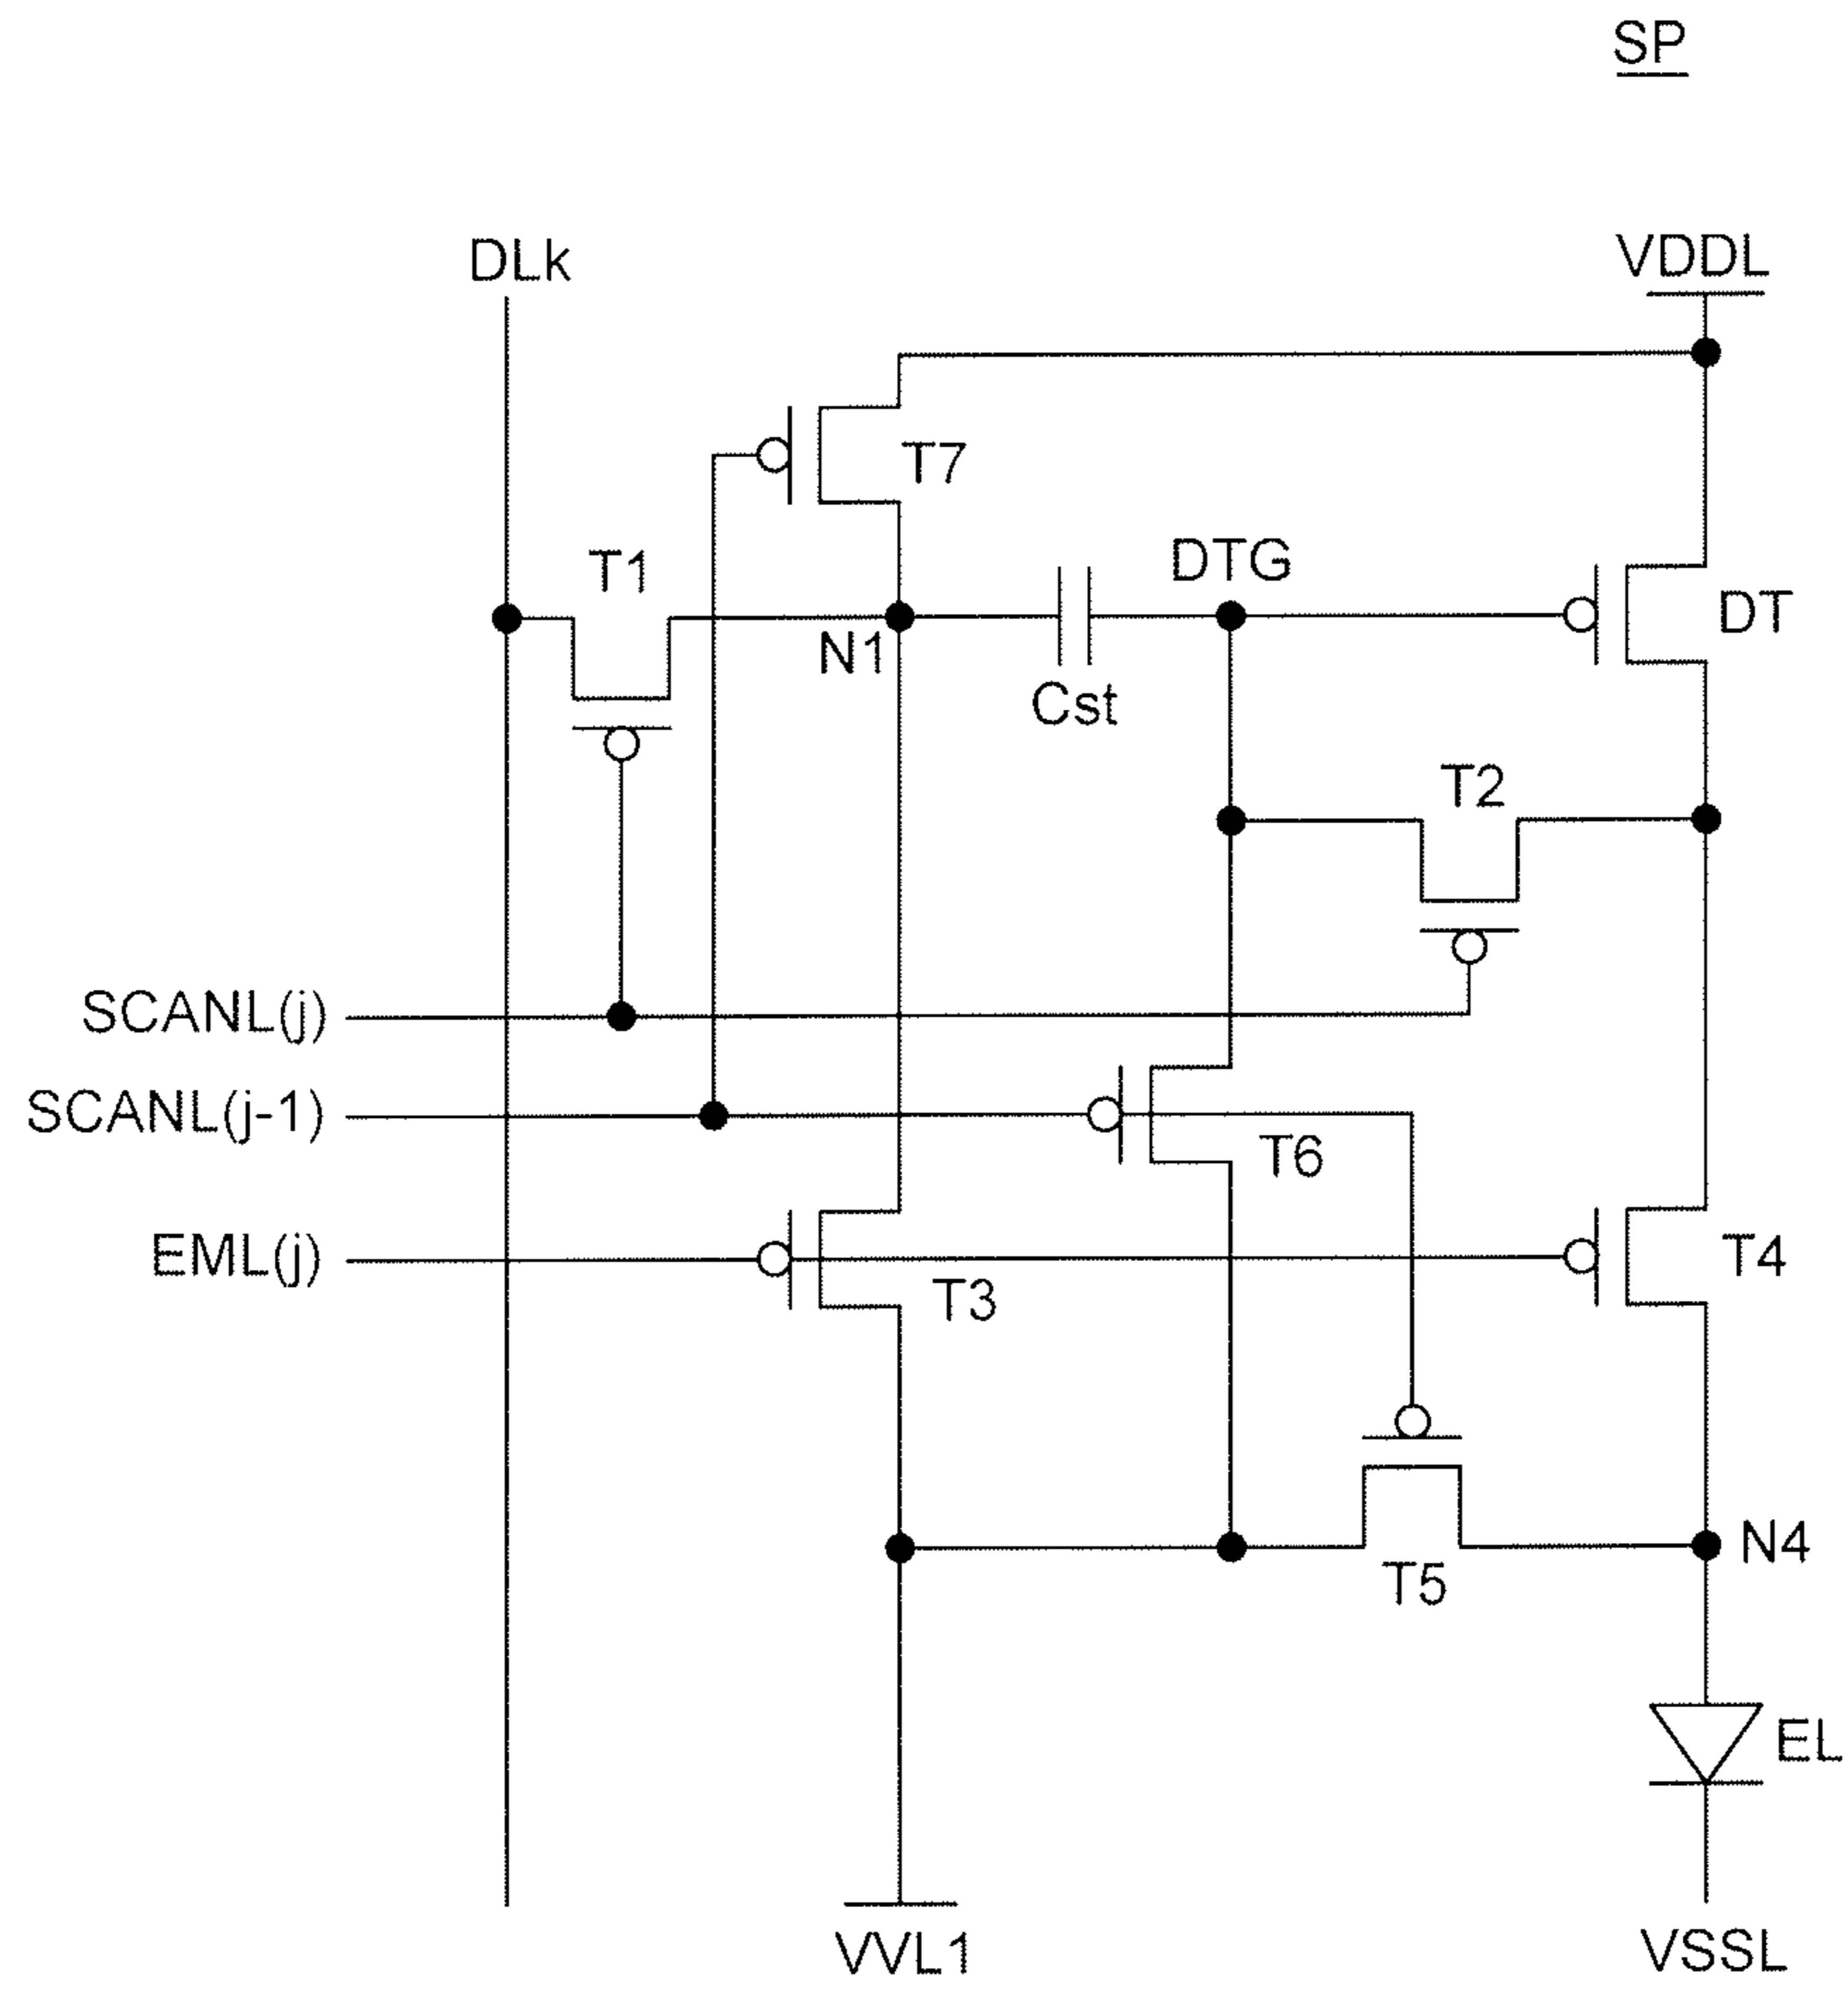 SP
DLk
VDDL
T7
T1
DTG
DT
N1
Cst
T2
SCANL(j)
SCANL(j-1)
T6
EML(j)
T3
T4
N4
T5
EL
VVL1
VSSL